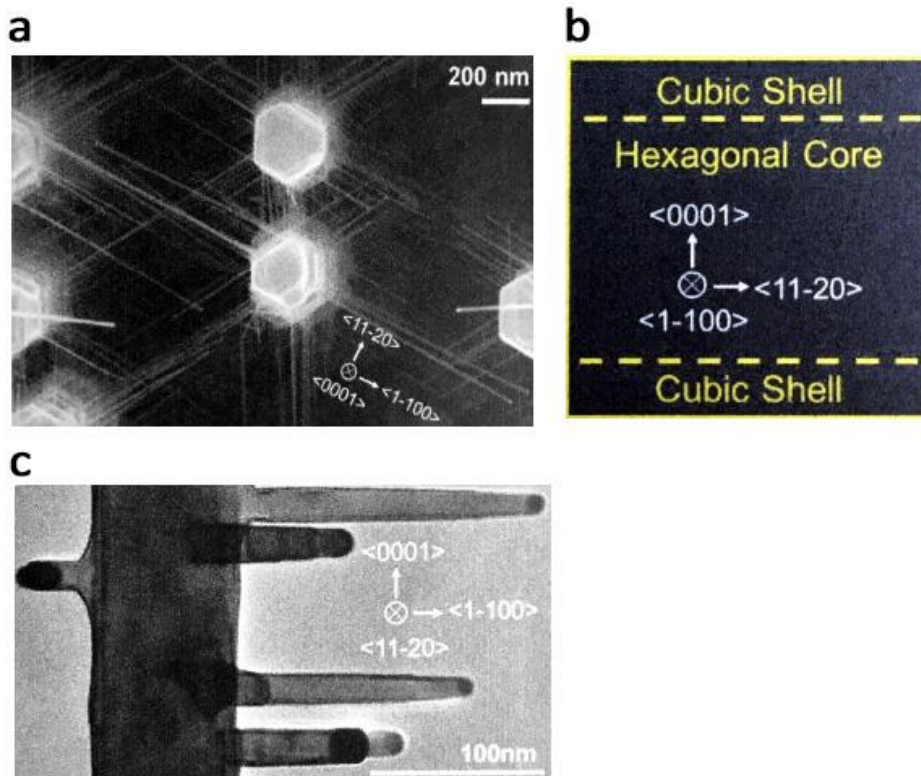 a
200 nm
<11-20>
<0001>
<1-100>
b
Cubic Shell
Hexagonal Core
<0001>
<11-20>
<1-100>
Cubic Shell
c
<0001>
<1-100>
<11-20>
100nm